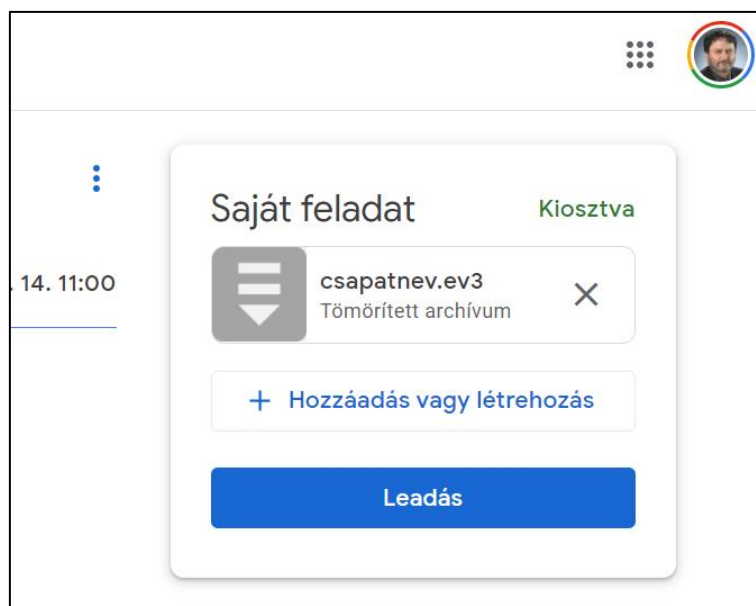 Saját feladat
Kiosztva
. 14. 11:00
csapatnev.ev3
Tömörített archívum
+ Hozzáadás vagy létrehozás
Leadás